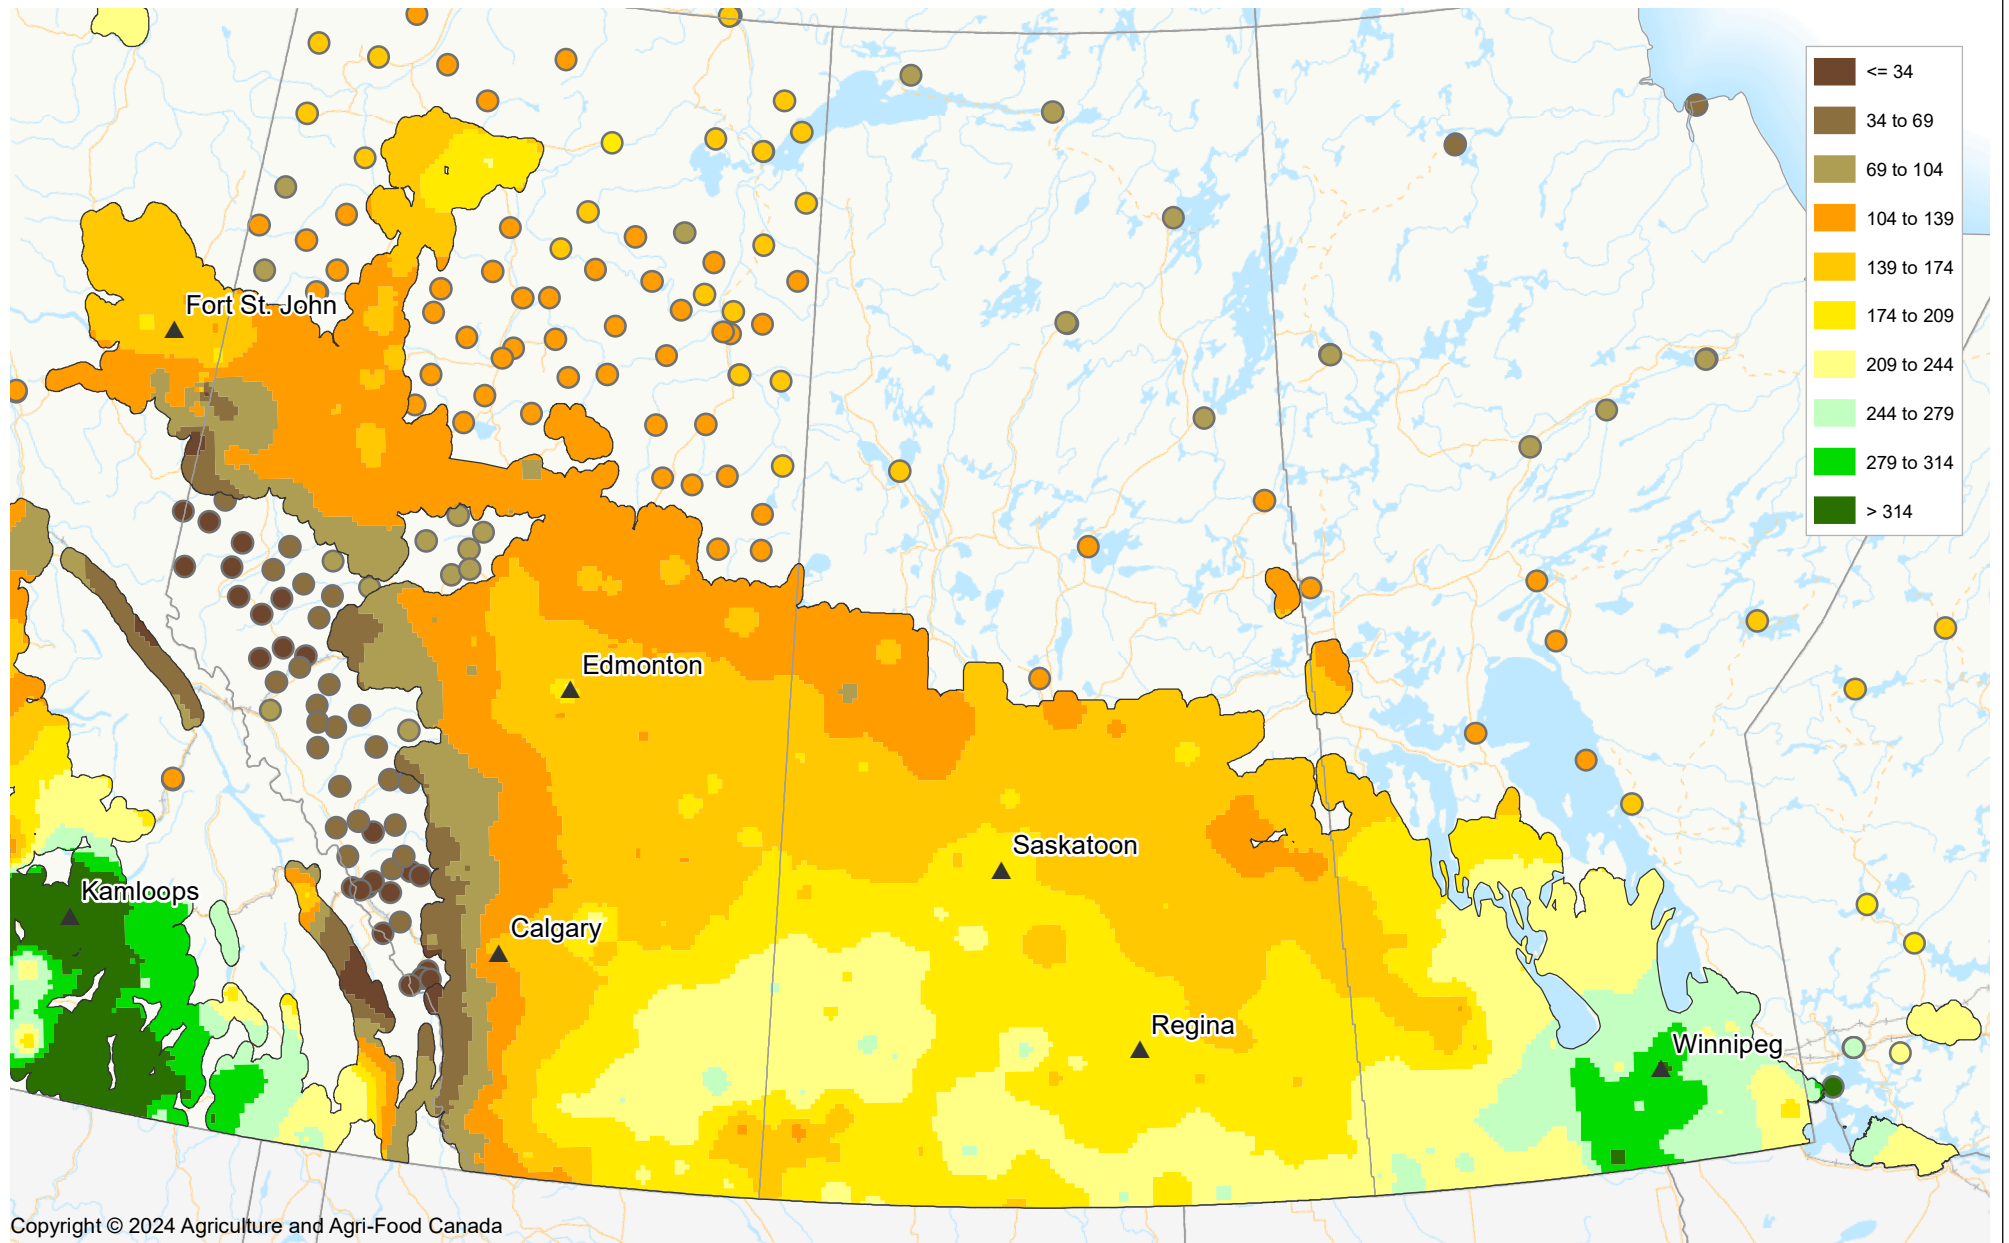 <= 34
34 to 69
69 to 104
104 to 139
139 to 174
174 to 209
209 to 244
244 to 279
279 to 314
> 314
Fort St. John
Edmonton
Saskatoon
Kamloops
Calgary
Regina
Winnipeg
Copyright © 2024 Agriculture and Agri-Food Canada